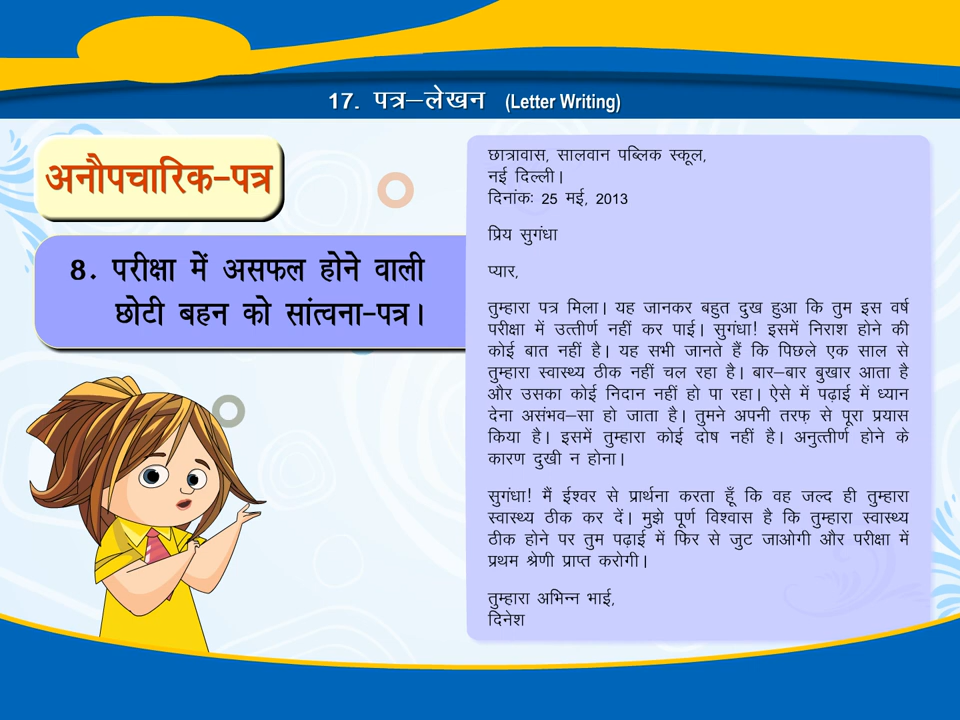 17. पत्र–लेखन (Letter Writing)
अनौपचारिक-पत्र
8. परीक्षा में असफल होने वाली
छोटी बहन को सांत्वना-पत्र।
छात्रावास, सालवान पब्लिक स्कूल,
नई दिल्ली।
दिनांकः 25 मई, 2013
प्रिय सुगंधा
प्यार,
तुम्हारा पत्र मिला। यह जानकर बहुत दुख हुआ कि तुम इस वर्ष
परीक्षा में उत्तीर्ण नहीं कर पाई। सुगंधा! इसमें निराश होने की
कोई बात नहीं है। यह सभी जानते हैं कि पिछले एक साल से
तुम्हारा स्वास्थ्य ठीक नहीं चल रहा है। बार–बार बुखार आता है
और उसका कोई निदान नहीं हो पा रहा। ऐसे में पढ़ाई में ध्यान
देना असंभव–सा हो जाता है। तुमने अपनी तरफ़ से पूरा प्रयास
किया है। इसमें तुम्हारा कोई दोष नहीं है। अनुत्तीर्ण होने के
कारण दुखी न होना।
सुगंधा! मैं ईश्वर से प्रार्थना करता हूँ कि वह जल्द ही तुम्हारा
स्वास्थ्य ठीक कर दें। मुझे पूर्ण विश्वास है कि तुम्हारा स्वास्थ्य
ठीक होने पर तुम पढ़ाई में फिर से जुट जाओगी और परीक्षा में
प्रथम श्रेणी प्राप्त करोगी।
तुम्हारा अभिन्न भाई,
दिनेश